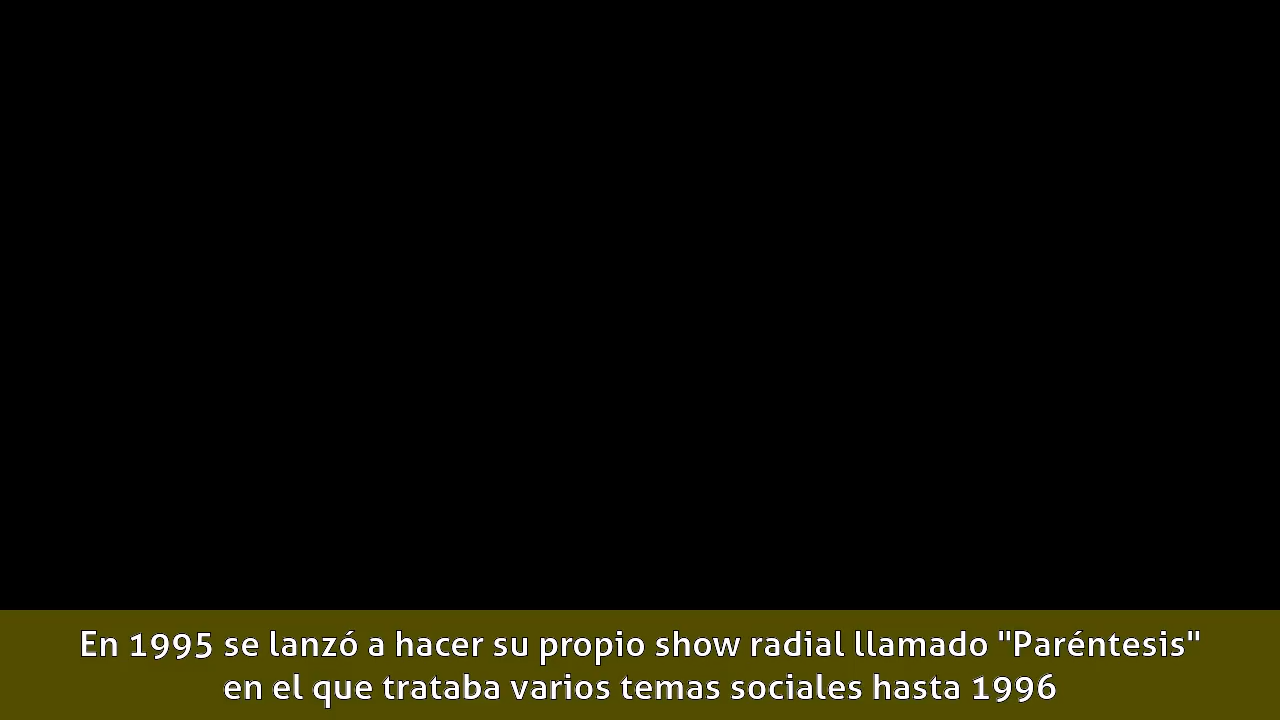 En 1995 se lanzó a hacer su propio show radial llamado "Paréntesis"
en el que trataba varios temas sociales hasta 1996